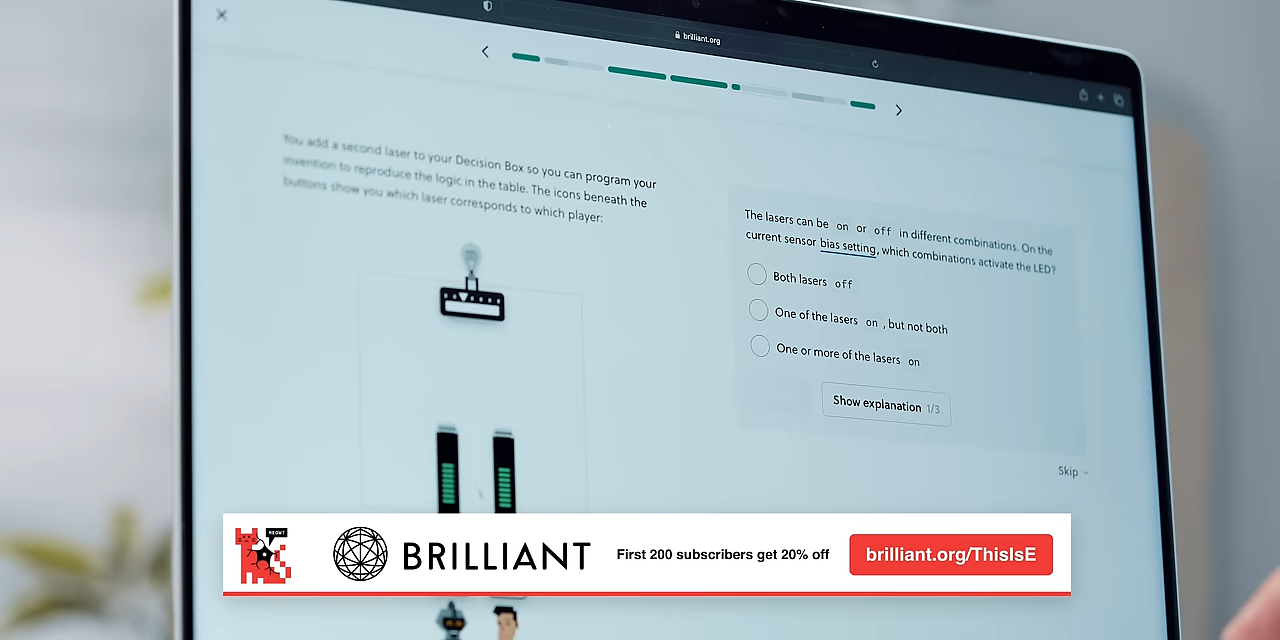 brilliant.org
You add a second laser to your Decision Box so you can program your
invention to reproduce the logic in the table. The icons beneath the
buttons show you which laser corresponds to which player:
The lasers can be on or off in different combinations. On the
current sensor bias setting, which combinations activate the LED?
Both lasers off
One of the lasers on , but not both
One or more of the lasers on
Show explanation 1/3
Skip
MEOW!
BRILLIANT
First 200 subscribers get 20% off
brilliant.org/ThisIsE